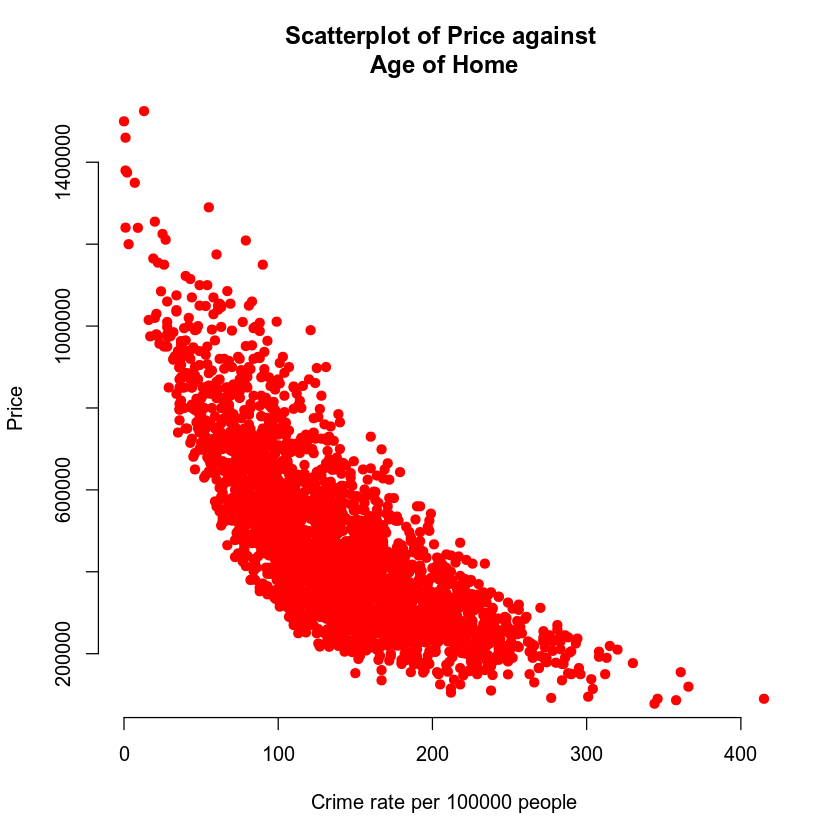 Scatterplot of Price against
Age of Home
Price
1400000
1000000
600000
200000
0 100 200 300 400
Crime rate per 100000 people